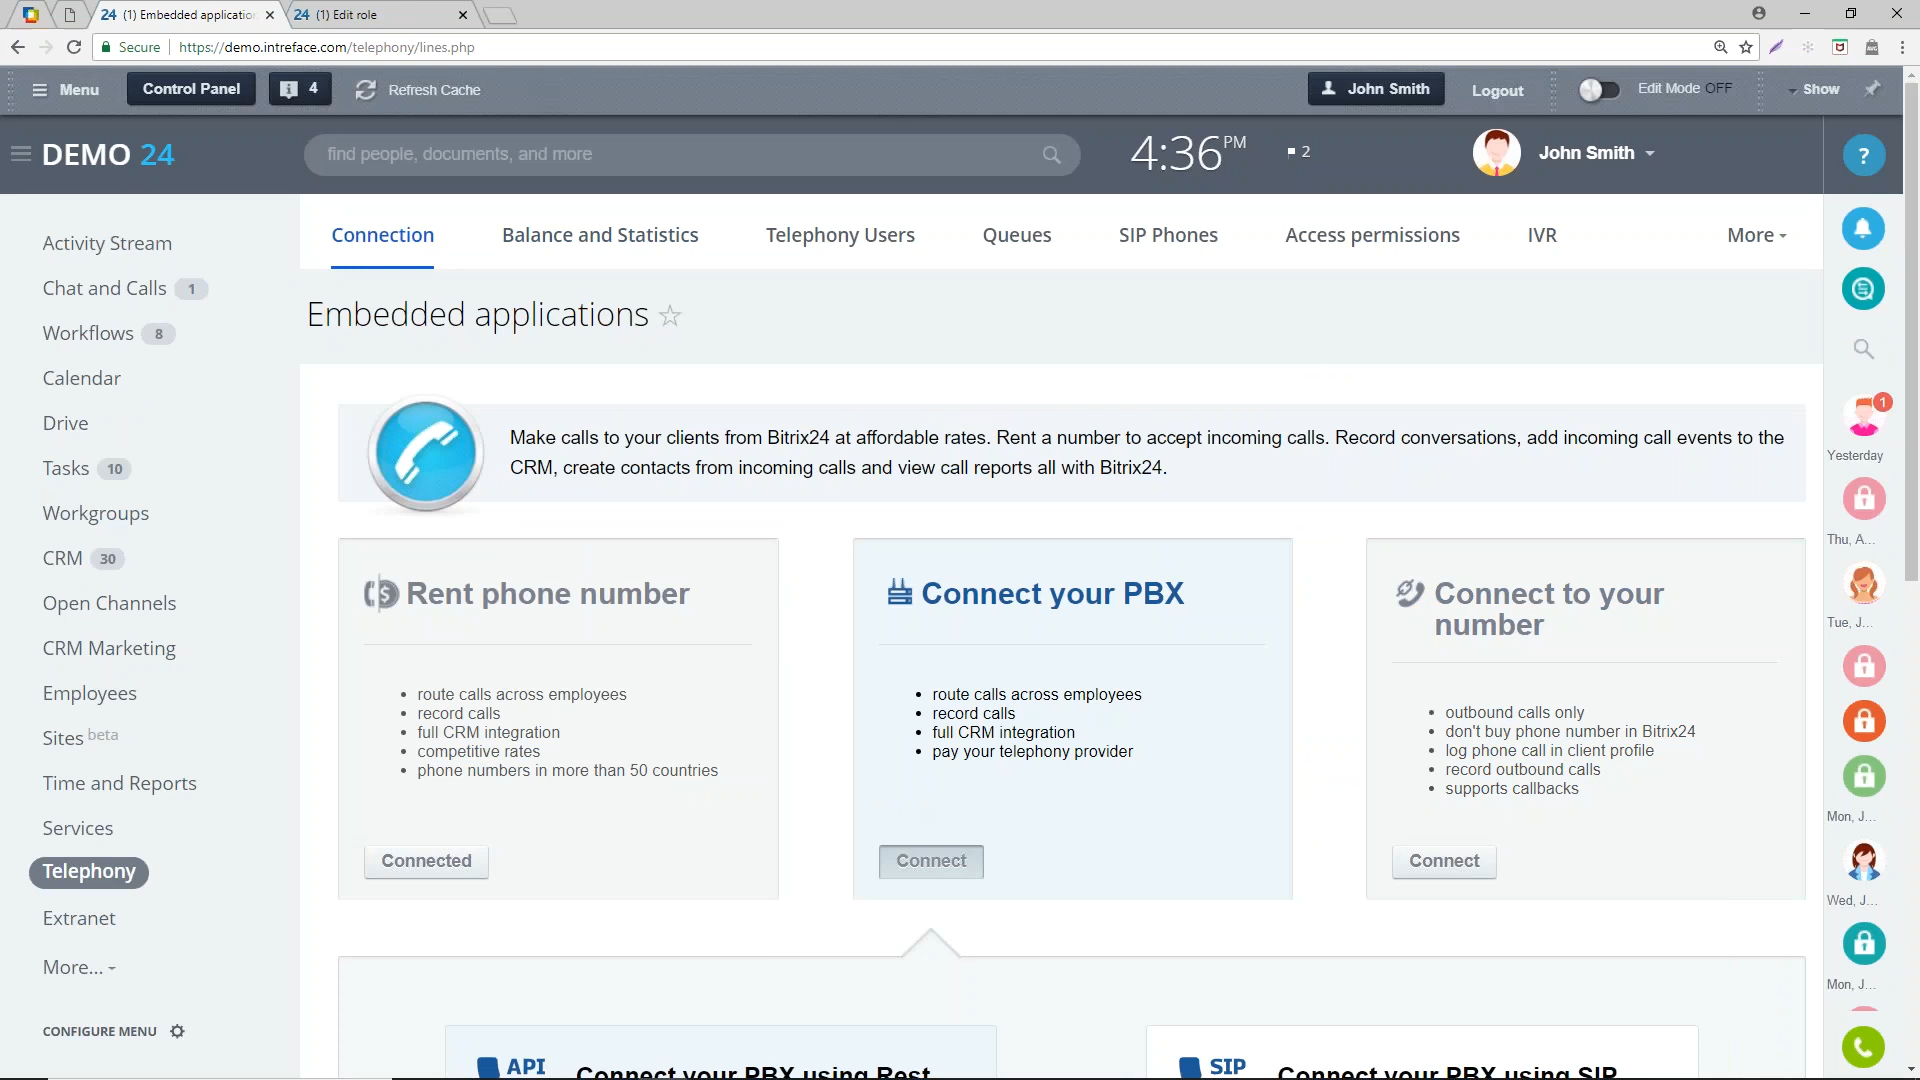 24 (1) Embedded applicatio
24 (1) Edit role
Secure
https://demo.intreface.com/telephony/lines.php
Menu
Control Panel
4
Refresh Cache
John Smith
Logout
Edit Mode OFF
Show
DEMO 24
find people, documents, and more
4:36 PM
2
John Smith
?
Activity Stream
Chat and Calls 1
Workflows 8
Calendar
Drive
Tasks 10
Workgroups
CRM 30
Open Channels
CRM Marketing
Employees
Sites beta
Time and Reports
Services
Telephony
Extranet
More...
CONFIGURE MENU
Connection
Balance and Statistics
Telephony Users
Queues
SIP Phones
Access permissions
IVR
More
Embedded applications
Make calls to your clients from Bitrix24 at affordable rates. Rent a number to accept incoming calls. Record conversations, add incoming call events to the
CRM, create contacts from incoming calls and view call reports all with Bitrix24.
Rent phone number
• route calls across employees
• record calls
• full CRM integration
• competitive rates
• phone numbers in more than 50 countries
Connected
Connect your PBX
• route calls across employees
• record calls
• full CRM integration
• pay your telephony provider
Connect
Connect to your
number
• outbound calls only
• don't buy phone number in Bitrix24
• log phone call in client profile
• record outbound calls
• supports callbacks
Connect
API
Connect your PBX using Rest
SIP
Connect your PBX using SIP
1
Yesterday
Thu, A...
Tue, J...
Mon, J...
Wed, J...
Mon, J...